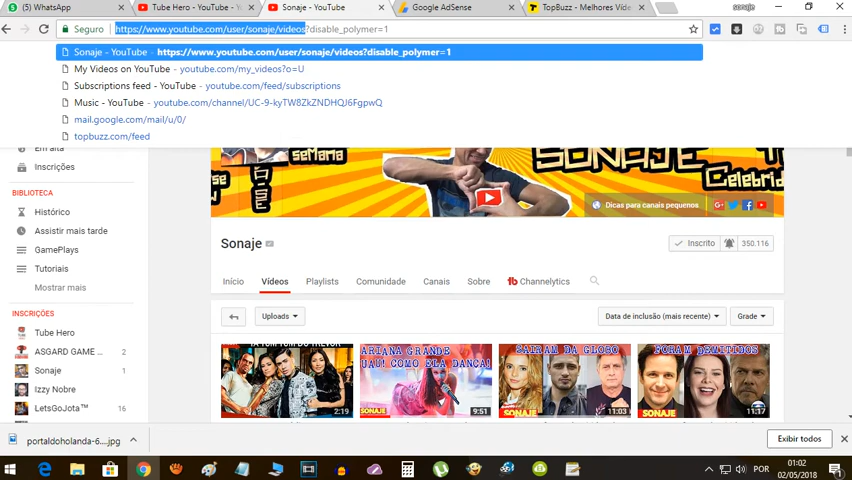 (5) WhatsApp
Tube Hero - YouTube
Sonaje - YouTube
Google AdSense
TopBuzz - Melhores Víde
sonaje
Seguro
https://www.youtube.com/user/sonaje/videos?disable_polymer=1
Sonaje - YouTube - https://www.youtube.com/user/sonaje/videos?disable_polymer=1
My Videos on YouTube - youtube.com/my_videos?o=U
Subscriptions feed - YouTube - youtube.com/feed/subscriptions
Music - YouTube - youtube.com/channel/UC-9-kyTW8ZkZNDHQJ6FgpwQ
mail.google.com/mail/u/0/
topbuzz.com/feed
Em alta
Inscrições
BIBLIOTECA
Histórico
Assistir mais tarde
GamePlays
Tutoriais
Mostrar mais
INSCRIÇÕES
Tube Hero
ASGARD GAME ... 2
Sonaje 1
Izzy Nobre
LetsGoJota™ 16
semana
SONAJE
Celebrid
Dicas para canais pequenos
Sonaje
Inscrito
350.116
Início
Vídeos
Playlists
Comunidade
Canais
Sobre
Channelytics
Uploads
Data de inclusão (mais recente)
Grade
2:19
ARIANA GRANDE
UAU! COMO ELA DANÇA!
SONAJE
9:51
SAIRAM DA GLOBO
SONAJE
11:03
FORAM DEMITIDOS
SONAJE
11:17
portaldoholanda-6....jpg
Exibir todos
POR
01:02
02/05/2018